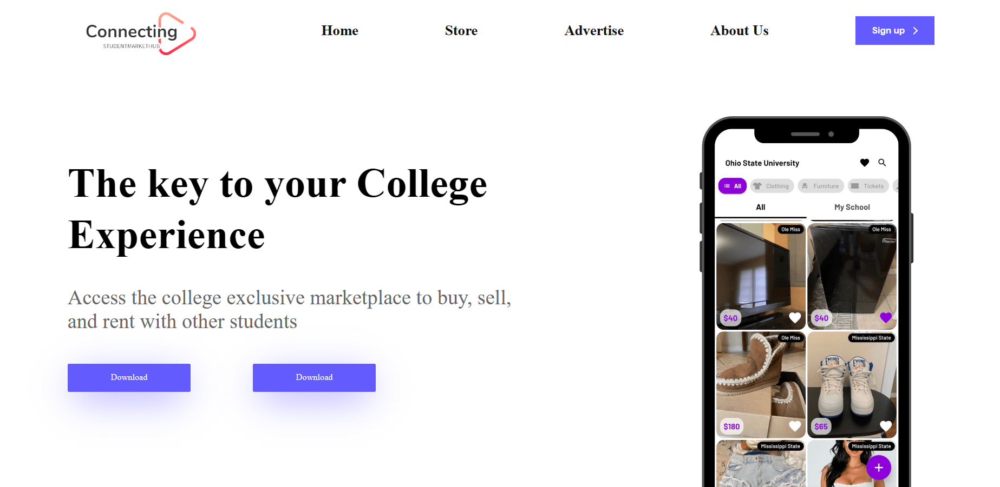 Connecting
STUDENTMARKETHUB
Home
Store
Advertise
About Us
Sign up
The key to your College
Experience
Access the college exclusive marketplace to buy, sell,
and rent with other students
Download
Download
Ohio State University
All
Clothing
Furniture
Tickets
All
My School
Ole Miss
Ole Miss
$40
$40
Ole Miss
Mississippi State
EWING
EWING
$180
$65
Mississippi State
Mississippi State